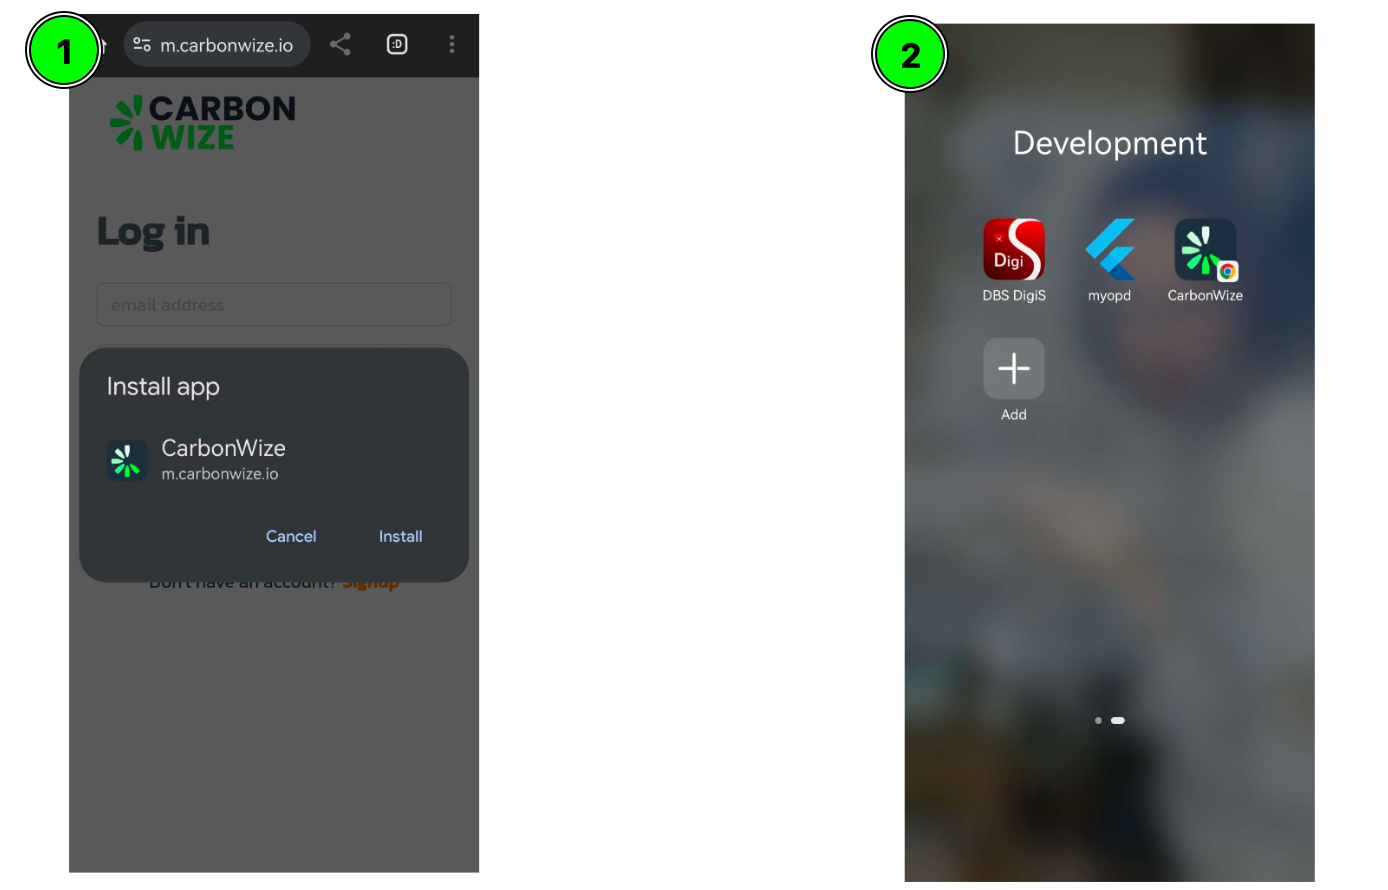 1
m.carbonwize.io
:D
CARBON
WIZE
Log in
email address
Install app
CarbonWize
m.carbonwize.io
Cancel
Install
Don't have an account? Signup
2
Development
Digi
DBS DigiS
myopd
CarbonWize
Add